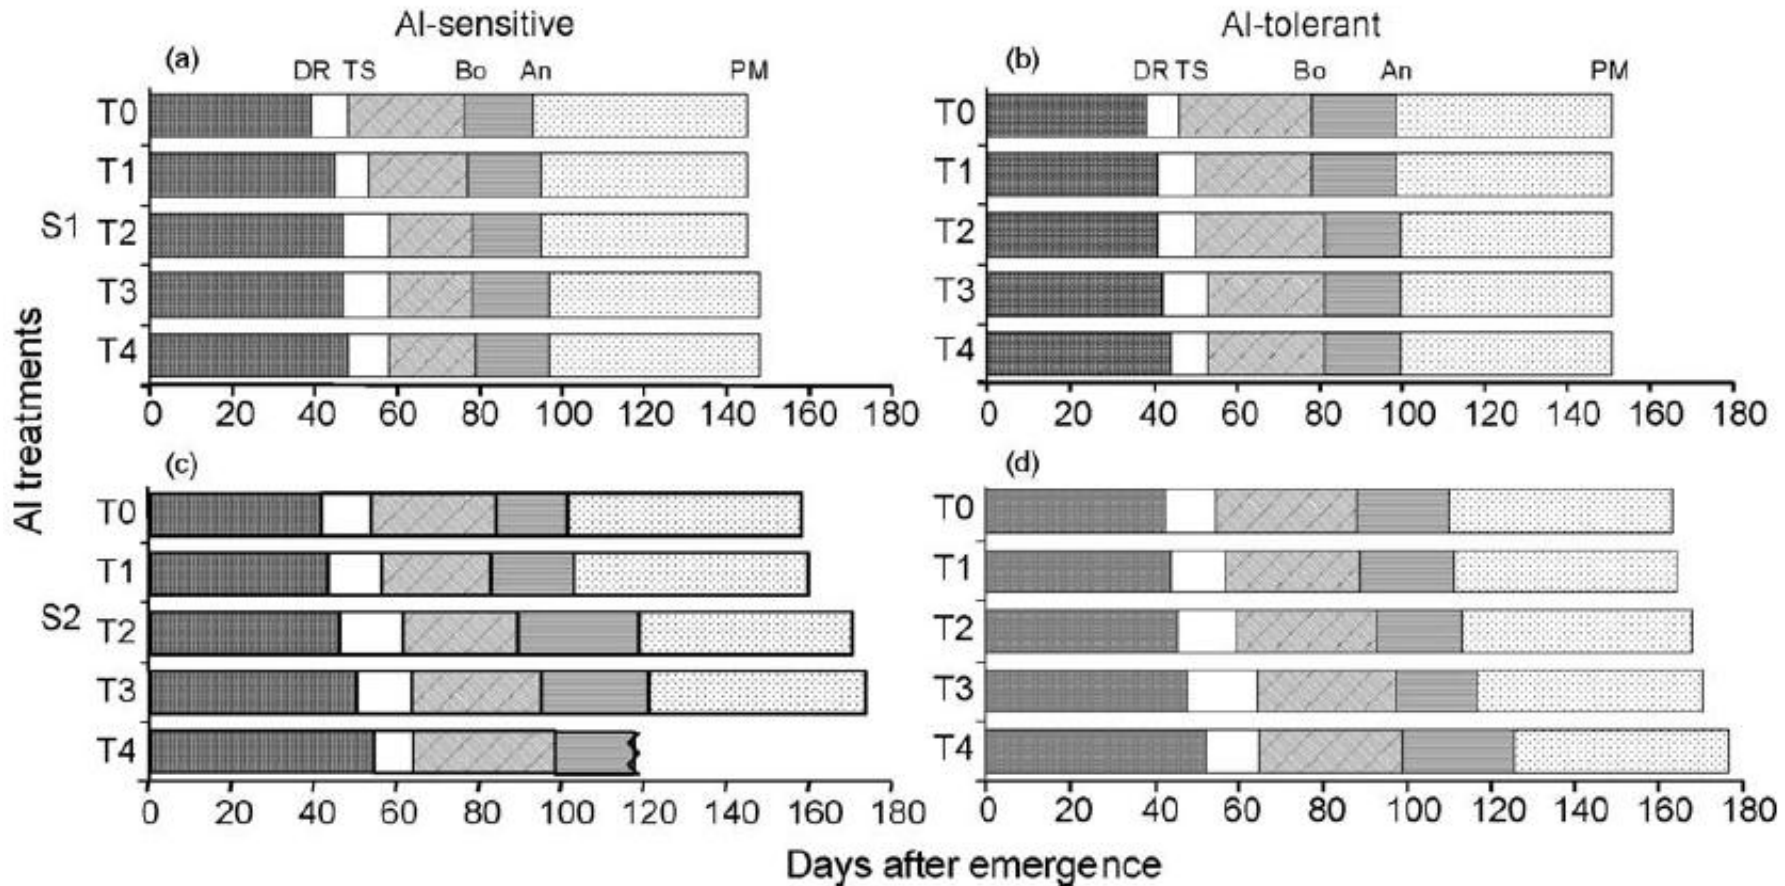 Al-sensitive
Al-tolerant
(a)
DR TS Bo An PM
(b)
DR TS Bo An PM
Al treatments
S1
T0
T1
T2
T3
T4
0 20 40 60 80 100 120 140 160 180
T0
T1
T2
T3
T4
0 20 40 60 80 100 120 140 160 180
(c)
(d)
S2
T0
T1
T2
T3
T4
0 20 40 60 80 100 120 140 160 180
T0
T1
T2
T3
T4
0 20 40 60 80 100 120 140 160 180
Days after emergence